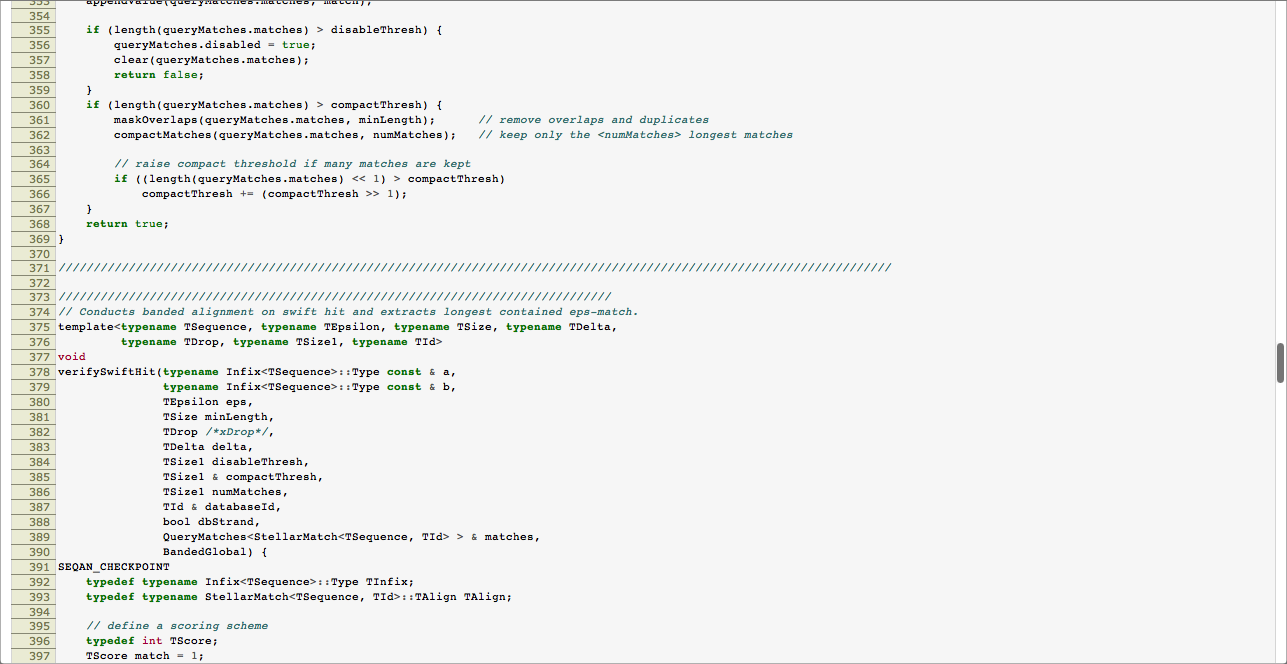 353     appendValue(queryMatches.matches, match);
354
355     if (length(queryMatches.matches) > disableThresh) {
356         queryMatches.disabled = true;
357         clear(queryMatches.matches);
358         return false;
359     }
360     if (length(queryMatches.matches) > compactThresh) {
361         maskOverlaps(queryMatches.matches, minLength);      // remove overlaps and duplicates
362         compactMatches(queryMatches.matches, numMatches);   // keep only the <numMatches> longest matches
363
364         // raise compact threshold if many matches are kept
365         if ((length(queryMatches.matches) << 1) > compactThresh)
366             compactThresh += (compactThresh >> 1);
367     }
368     return true;
369 }
370
371 ///////////////////////////////////////////////////////////////////////////////////////////////////////////////////////
372
373 ///////////////////////////////////////////////////////////////////////////////
374 // Conducts banded alignment on swift hit and extracts longest contained eps-match.
375 template<typename TSequence, typename TEpsilon, typename TSize, typename TDelta,
376          typename TDrop, typename TSize1, typename TId>
377 void
378 verifySwiftHit(typename Infix<TSequence>::Type const & a,
379                typename Infix<TSequence>::Type const & b,
380                TEpsilon eps,
381                TSize minLength,
382                TDrop /*xDrop*/,
383                TDelta delta,
384                TSize1 disableThresh,
385                TSize1 & compactThresh,
386                TSize1 numMatches,
387                TId & databaseId,
388                bool dbStrand,
389                QueryMatches<StellarMatch<TSequence, TId> > & matches,
390                BandedGlobal) {
391 SEQAN_CHECKPOINT
392     typedef typename Infix<TSequence>::Type TInfix;
393     typedef typename StellarMatch<TSequence, TId>::TAlign TAlign;
394
395     // define a scoring scheme
396     typedef int TScore;
397     TScore match = 1;